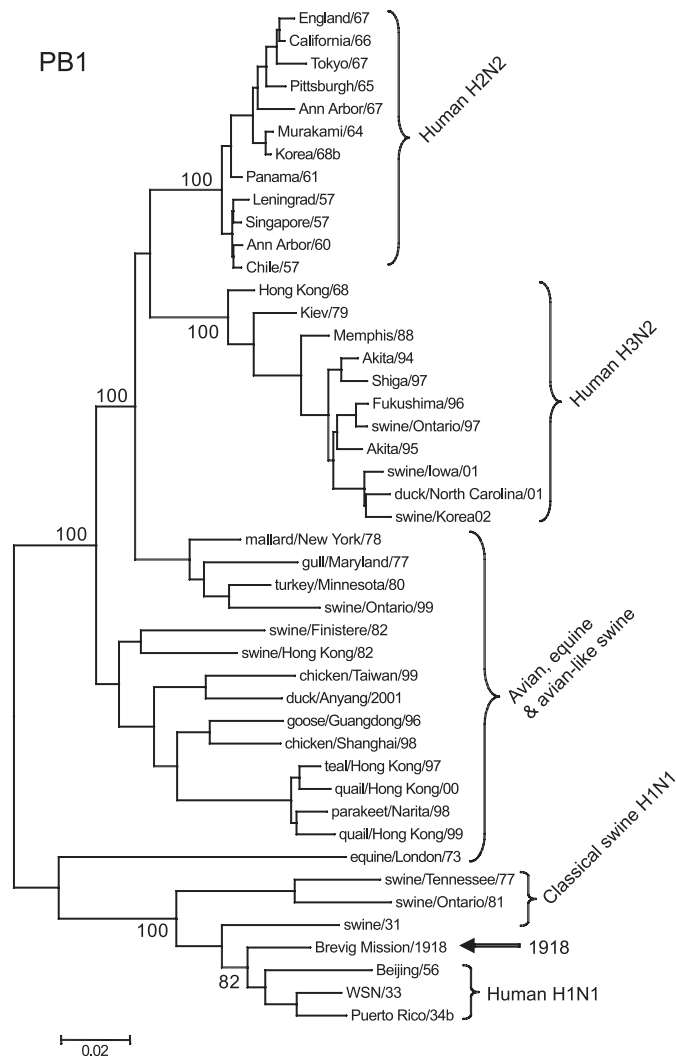 PB1
England/67
California/66
Tokyo/67
Pittsburgh/65
Ann Arbor/67
Murakami/64
Korea/68b
Panama/61
100
Leningrad/57
Singapore/57
Ann Arbor/60
Chile/57
Human H2N2
Hong Kong/68
Kiev/79
100
Memphis/88
Akita/94
Shiga/97
Fukushima/96
swine/Ontario/97
Akita/95
swine/Iowa/01
duck/North Carolina/01
swine/Korea02
Human H3N2
100
100
mallard/New York/78
gull/Maryland/77
turkey/Minnesota/80
swine/Ontario/99
swine/Finistere/82
swine/Hong Kong/82
chicken/Taiwan/99
duck/Anyang/2001
goose/Guangdong/96
chicken/Shanghai/98
teal/Hong Kong/97
quail/Hong Kong/00
parakeet/Narita/98
quail/Hong Kong/99
equine/London/73
Avian, equine
& avian-like swine
swine/Tennessee/77
swine/Ontario/81
swine/31
Classical swine H1N1
100
Brevig Mission/1918
1918
82
Beijing/56
WSN/33
Puerto Rico/34b
Human H1N1
0.02